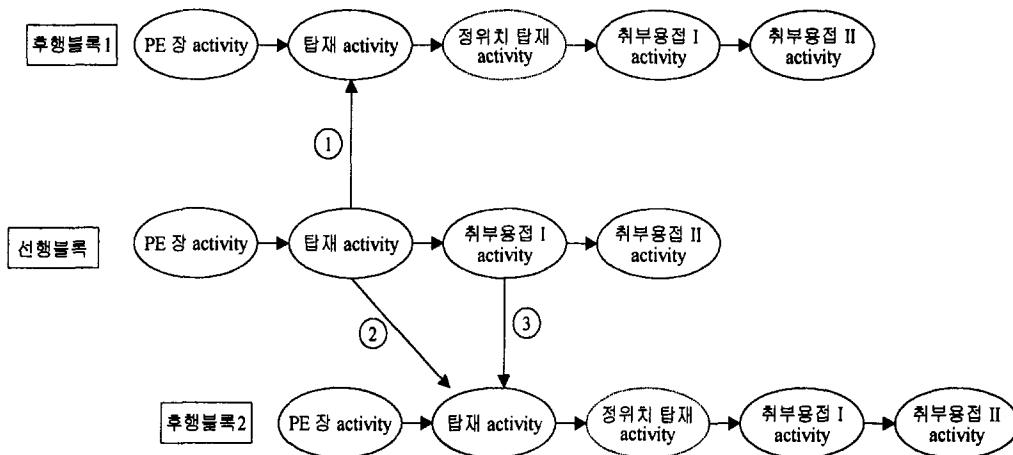 후행블록1
PE 장 activity
탑재 activity
정위치 탑재
activity
취부용접 I
activity
취부용접 II
activity
①
선행블록
PE 장 activity
탑재 activity
취부용접 I
activity
취부용접 II
activity
②
③
후행블록2
PE 장 activity
탑재 activity
정위치 탑재
activity
취부용접 I
activity
취부용접 II
activity